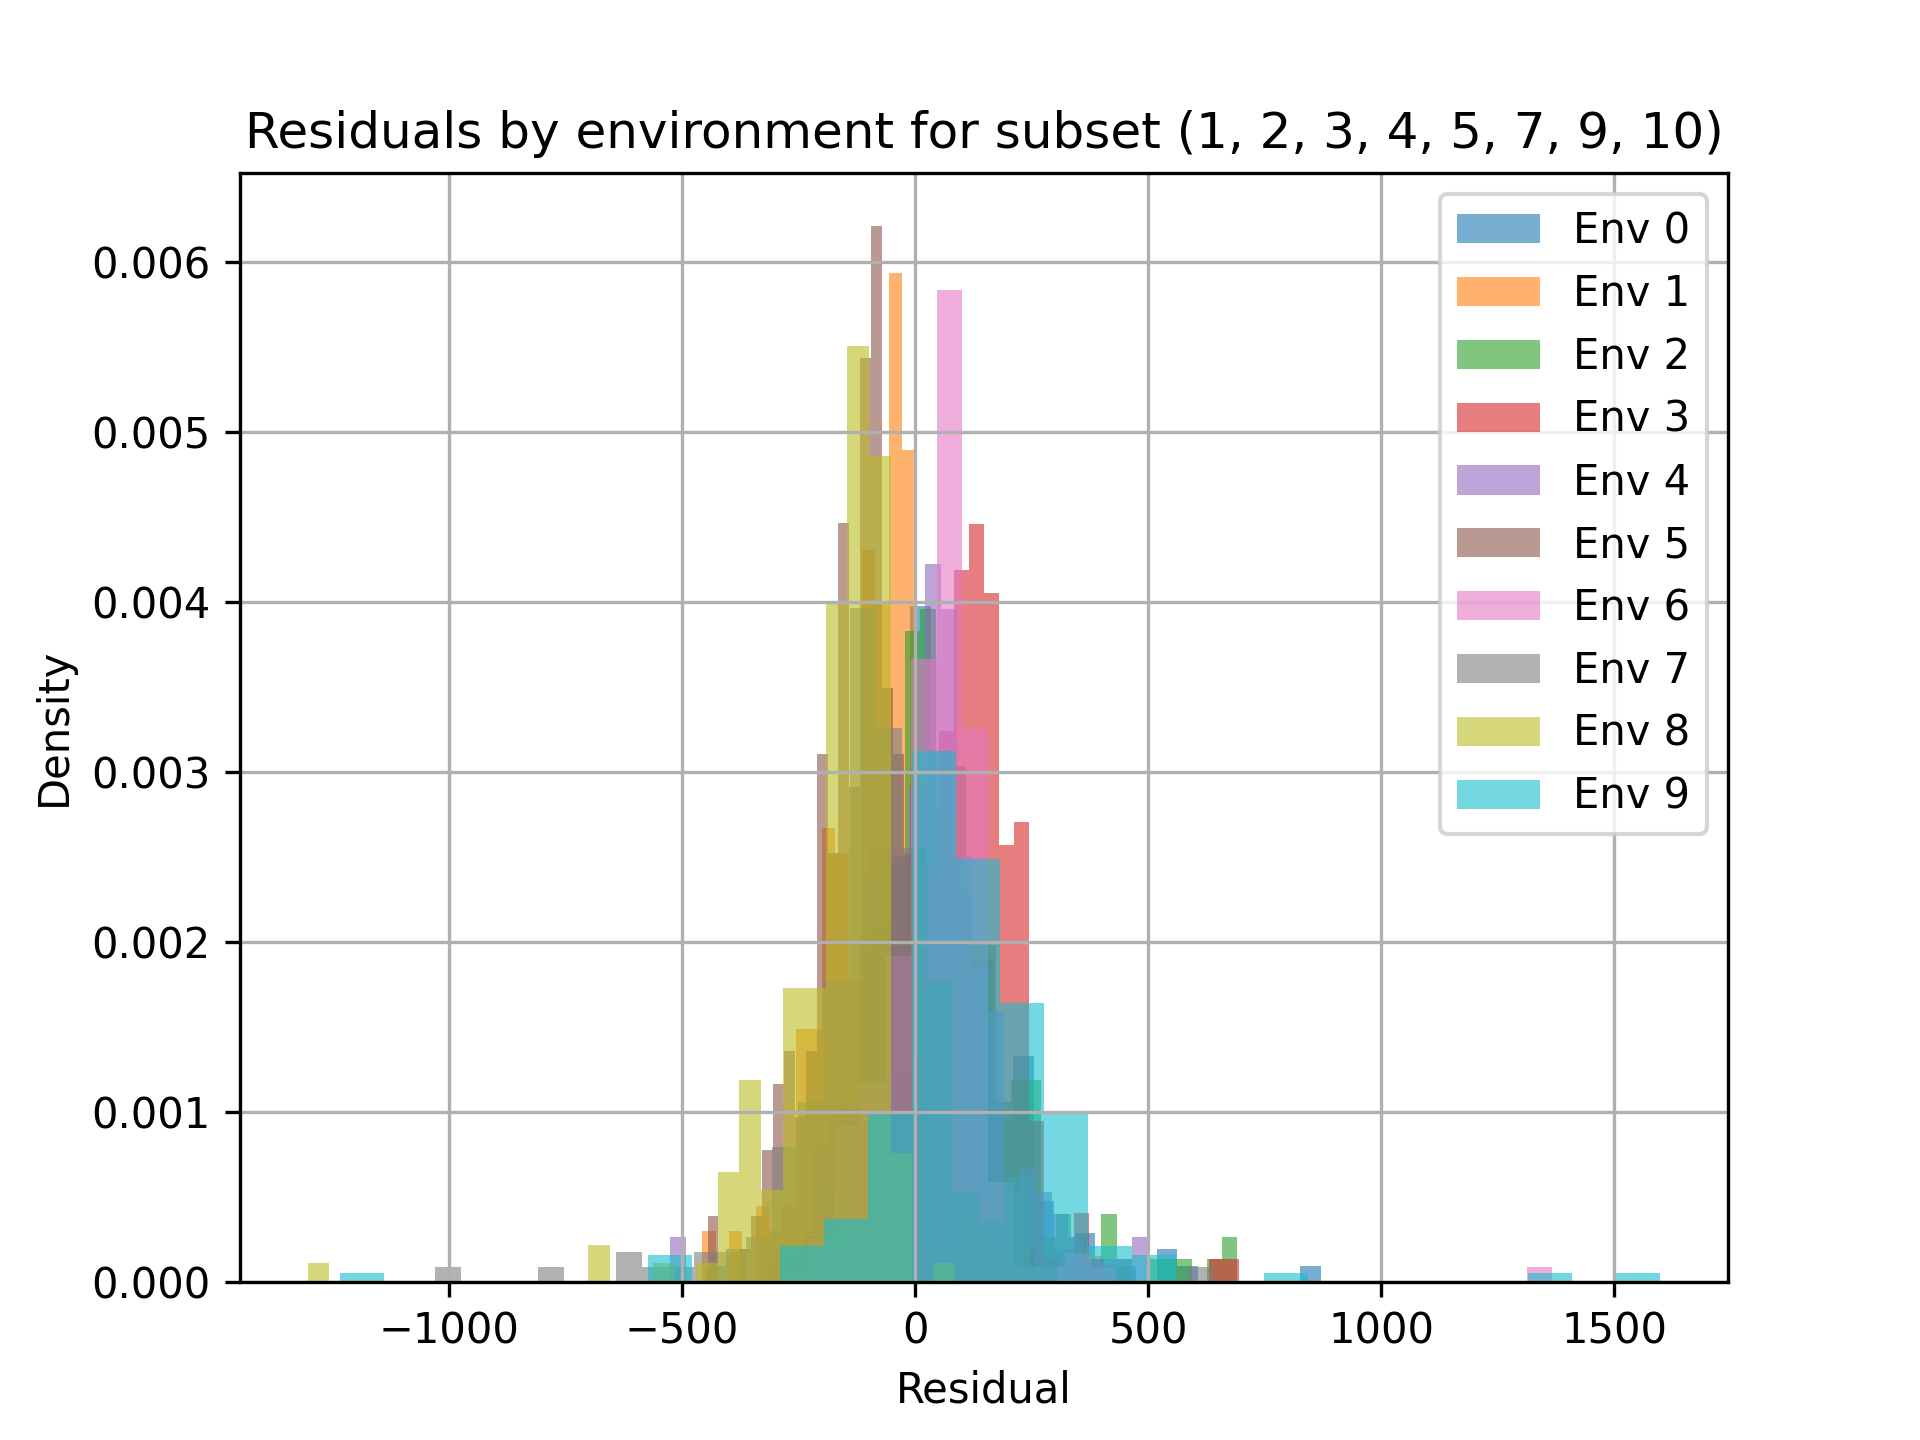 Residuals by environment for subset (1, 2, 3, 4, 5, 7, 9, 10)
Env 0
Env 1
Env 2
Env 3
Env 4
Env 5
Env 6
Env 7
Env 8
Env 9
Density
0.006
0.005
0.004
0.003
0.002
0.001
0.000
−1000 −500 0 500 1000 1500
Residual